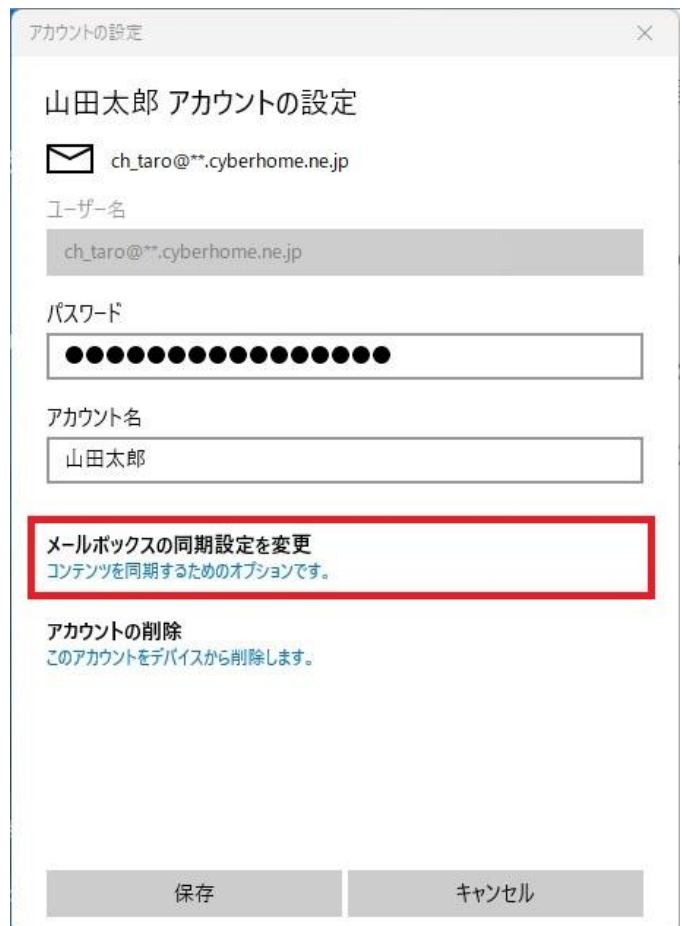 アカウントの設定
山田太郎 アカウントの設定
ch_taro@**.cyberhome.ne.jp
ユーザー名
ch_taro@**.cyberhome.ne.jp
パスワード
●●●●●●●●●●●●●●●●
アカウント名
山田太郎
メールボックスの同期設定を変更
コンテンツを同期するためのオプションです。
アカウントの削除
このアカウントをデバイスから削除します。
保存
キャンセル